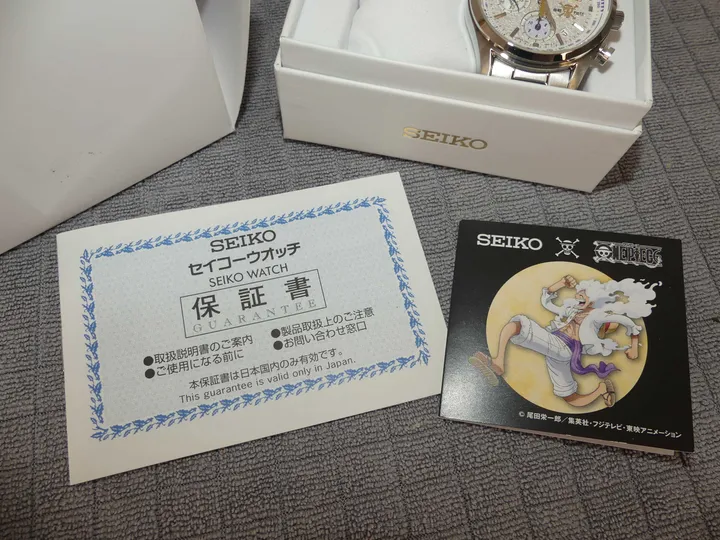 SEIKO
SEIKO
セイコーウオッチ
SEIKO WATCH
保証書
GUARANTEE
●取扱説明書のご案内
●ご使用になる前に
●製品取扱上のご注意
●お問い合わせ窓口
本保証書は日本国内のみ有効です。
This guarantee is valid only in Japan.
SEIKO
ONE PIECE
© 尾田栄一郎／集英社・フジテレビ・東映アニメーション